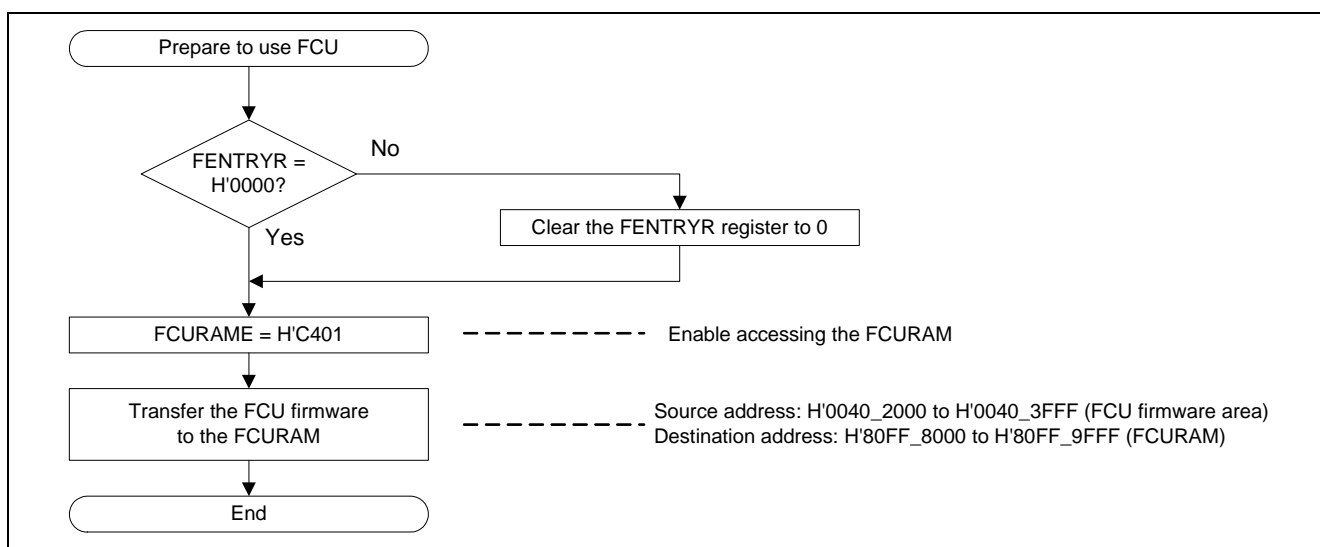 Prepare to use FCU
FENTRYR =
H'0000?
No
Yes
Clear the FENTRYR register to 0
FCURAME = H'C401
Enable accessing the FCURAM
Transfer the FCU firmware
to the FCURAM
Source address: H'0040_2000 to H'0040_3FFF (FCU firmware area)
Destination address: H'80FF_8000 to H'80FF_9FFF (FCURAM)
End